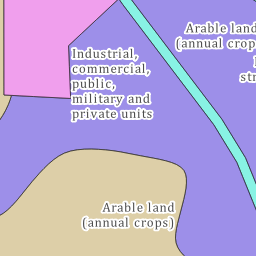 Arable land
(annual crops
Industrial,
commercial,
public,
military and
private units
Arable land
(annual crops)